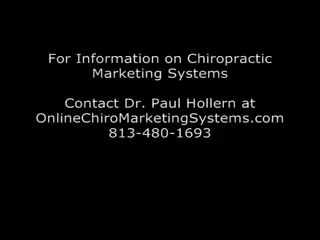 For Information on Chiropractic
Marketing Systems
Contact Dr. Paul Hollern at
OnlineChiroMarketingSystems.com
813-480-1693